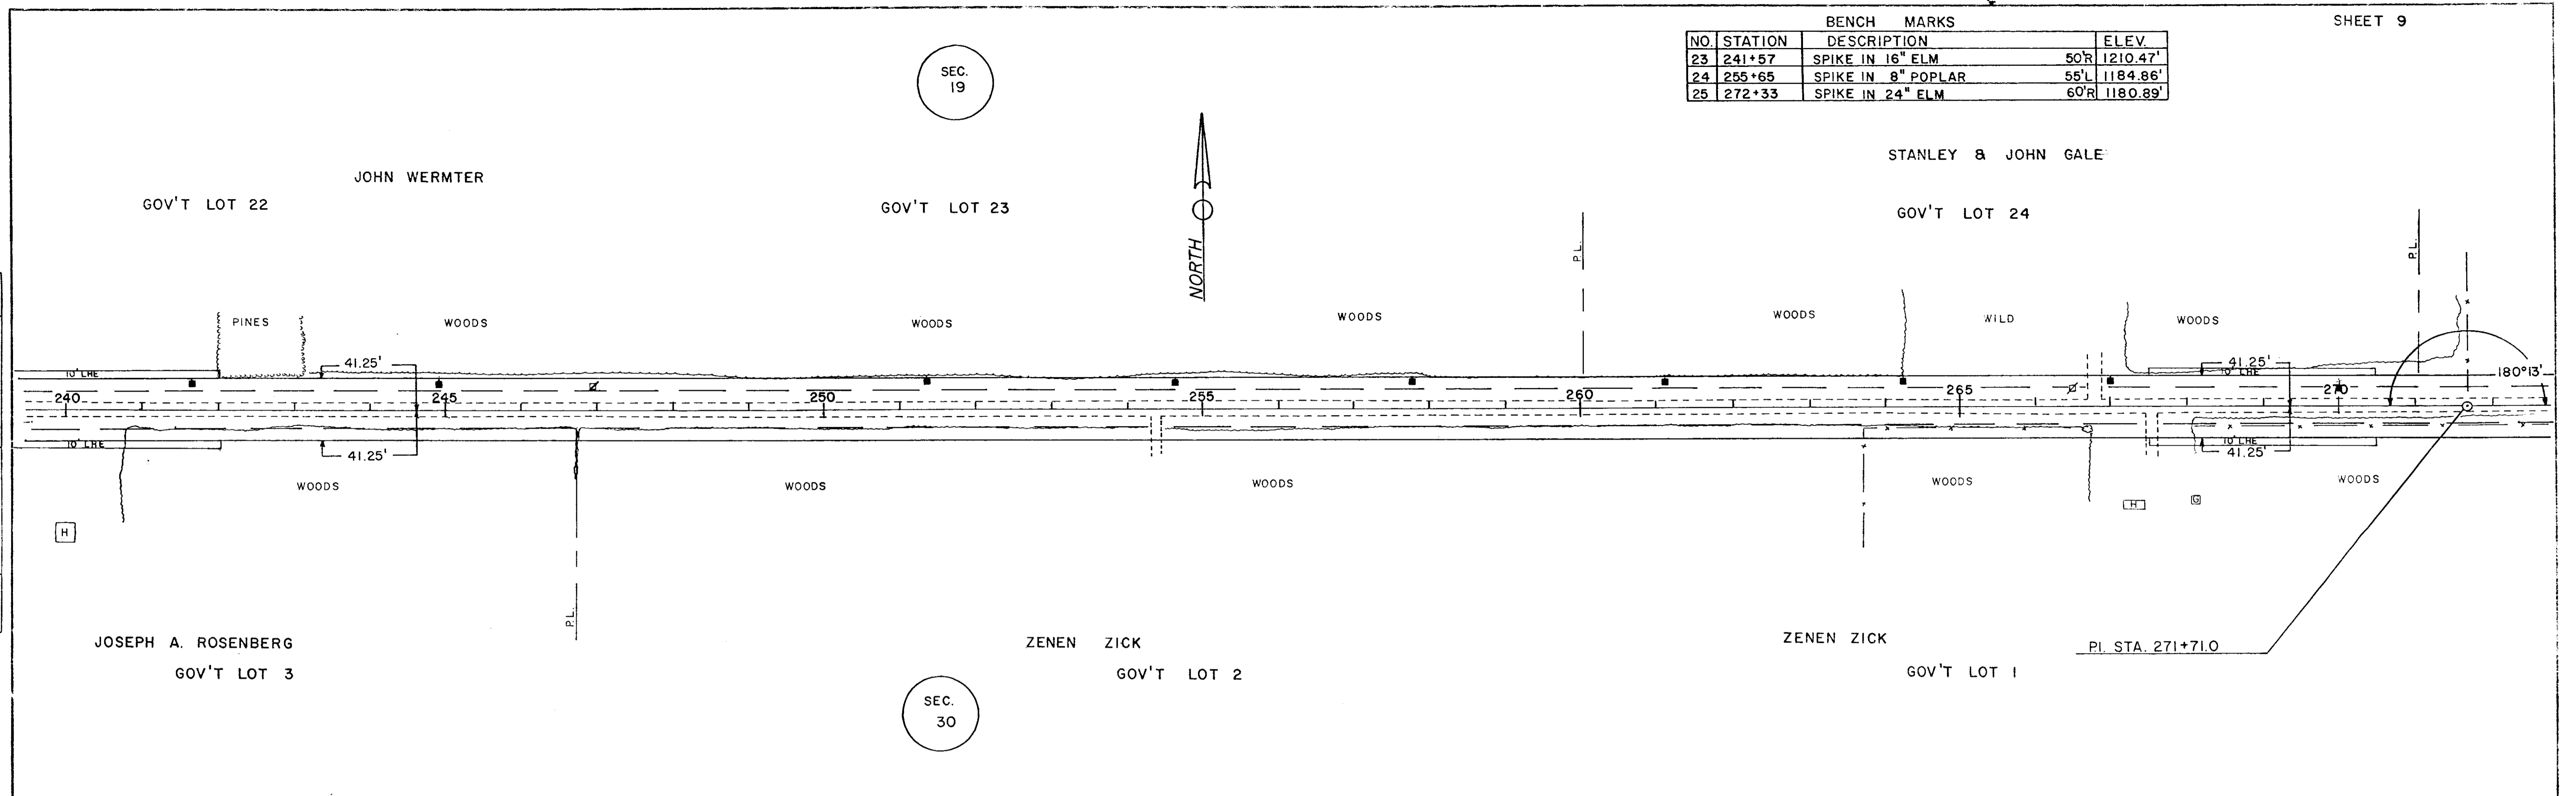 BENCH MARKS
SHEET 9
NO. STATION DESCRIPTION ELEV.
23 241+57 SPIKE IN 16" ELM 50'R 1210.47'
24 255+65 SPIKE IN 8" POPLAR 55'L 1184.86'
25 272+33 SPIKE IN 24" ELM 60'R 1180.89'
SEC.
19
STANLEY & JOHN GALE
JOHN WERMTER
GOV'T LOT 22
GOV'T LOT 23
GOV'T LOT 24
NORTH
P.L.
P.L.
PINES
WOODS
WOODS
WOODS
WOODS
WILD
WOODS
10' LHE
41.25'
41.25'
10' LHE
180°13'
240
245
250
255
260
265
270
10' LHE
41.25'
10' LHE
41.25'
WOODS
WOODS
WOODS
WOODS
WOODS
H
H
G
P.L.
JOSEPH A. ROSENBERG
GOV'T LOT 3
ZENEN ZICK
GOV'T LOT 2
ZENEN ZICK
GOV'T LOT 1
P.I. STA. 271+71.0
SEC.
30